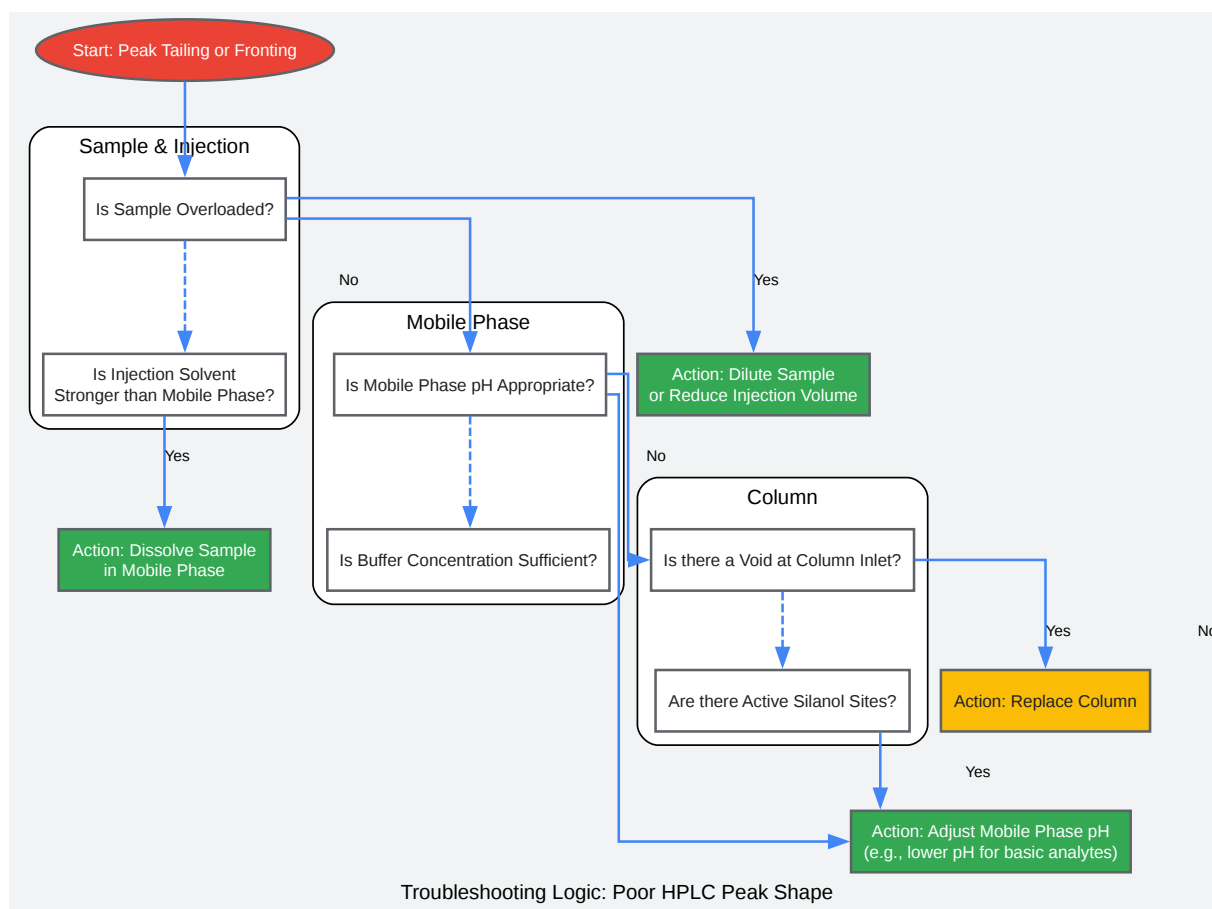 Start: Peak Tailing or Fronting
Sample & Injection
Is Sample Overloaded?
No
Yes
Mobile Phase
Is Injection Solvent
Stronger than Mobile Phase?
Is Mobile Phase pH Appropriate?
Action: Dilute Sample
or Reduce Injection Volume
Yes
No
Column
Action: Dissolve Sample
in Mobile Phase
Is Buffer Concentration Sufficient?
Is there a Void at Column Inlet?
Yes
No
Are there Active Silanol Sites?
Action: Replace Column
Yes
Action: Adjust Mobile Phase pH
(e.g., lower pH for basic analytes)
Troubleshooting Logic: Poor HPLC Peak Shape